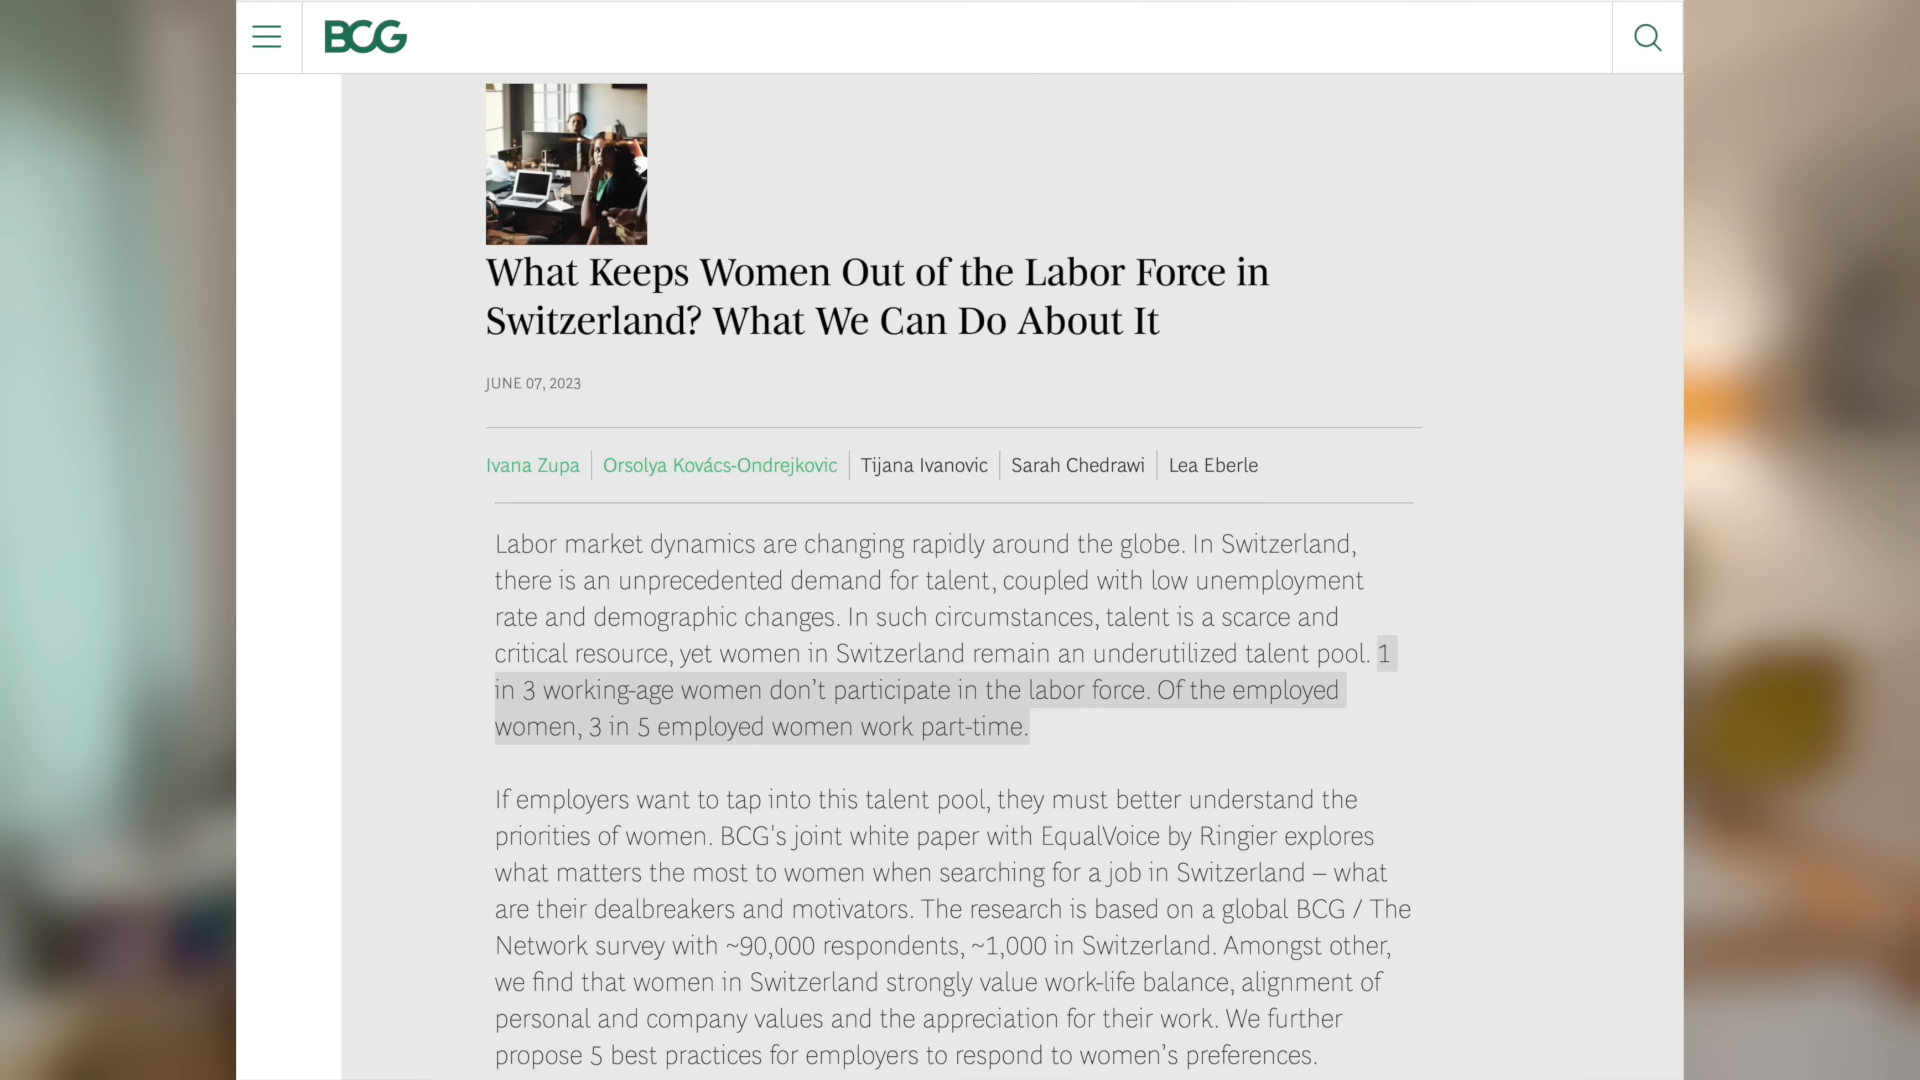 BCG
What Keeps Women Out of the Labor Force in
Switzerland? What We Can Do About It
JUNE 07, 2023
Ivana Zupa | Orsolya Kovács-Ondrejkovic | Tijana Ivanovic | Sarah Chedrawi | Lea Eberle
Labor market dynamics are changing rapidly around the globe. In Switzerland,
there is an unprecedented demand for talent, coupled with low unemployment
rate and demographic changes. In such circumstances, talent is a scarce and
critical resource, yet women in Switzerland remain an underutilized talent pool. 1
in 3 working-age women don’t participate in the labor force. Of the employed
women, 3 in 5 employed women work part-time.
If employers want to tap into this talent pool, they must better understand the
priorities of women. BCG's joint white paper with EqualVoice by Ringier explores
what matters the most to women when searching for a job in Switzerland – what
are their dealbreakers and motivators. The research is based on a global BCG / The
Network survey with ~90,000 respondents, ~1,000 in Switzerland. Amongst other,
we find that women in Switzerland strongly value work-life balance, alignment of
personal and company values and the appreciation for their work. We further
propose 5 best practices for employers to respond to women’s preferences.